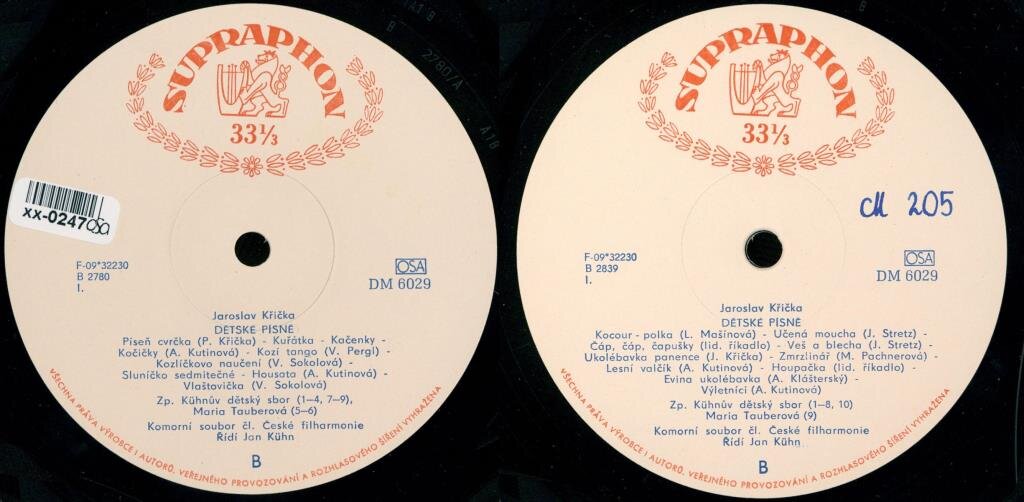 A1B
B
2780/A
A1B
SUPRAPHON
33⅓
xx-0247
OSA
F-09*32230
B 2780
I.
OSA
DM 6029
Jaroslav Křička
DĚTSKÉ PÍSNĚ
Píseň cvrčka (P. Křička) - Kuřátka - Kačenky -
Kočičky (A. Kutinová) - Kozí tango (V. Pergl) -
Kozlíčkovo naučení (V. Sokolová) -
Sluníčko sedmitečné - Housata (A. Kutinová) -
Vlaštovička (V. Sokolová)
Zp. Kühnův dětský sbor (1-4, 7-9),
Maria Tauberová (5-6)
Komorní soubor čl. České filharmonie
Řídí Jan Kühn
B
VŠECHNA PRÁVA VÝROBCE I AUTORŮ, VEŘEJNÉHO PROVOZOVÁNÍ A ROZHLASOVÉHO ŠÍŘENÍ VYHRAŽENA
SUPRAPHON
33⅓
CM 205
F-09*32230
B 2839
I.
OSA
DM 6029
Jaroslav Křička
DĚTSKÉ PÍSNĚ
Kocour - polka (L. Mašínová) - Učená moucha (J. Stretz) -
Čáp, čáp, čapušky (lid. říkadlo) - Veš a blecha (J. Stretz) -
Ukolébavka panence (J. Křička) - Zmrzlinář (M. Pachnerová) -
Lesní valčík (A. Kutinová) - Houpačka (lid. říkadlo) -
Evina ukolébavka (A. Klášterský) -
Výletníci (A. Kutinová)
Zp. Kühnův dětský sbor (1-8, 10)
Maria Tauberová (9)
Komorní soubor čl. České filharmonie
Řídí Jan Kühn
B
VŠECHNA PRÁVA VÝROBCE I AUTORŮ, VEŘEJNÉHO PROVOZOVÁNÍ A ROZHLASOVÉHO ŠÍŘENÍ VYHRAŽENA